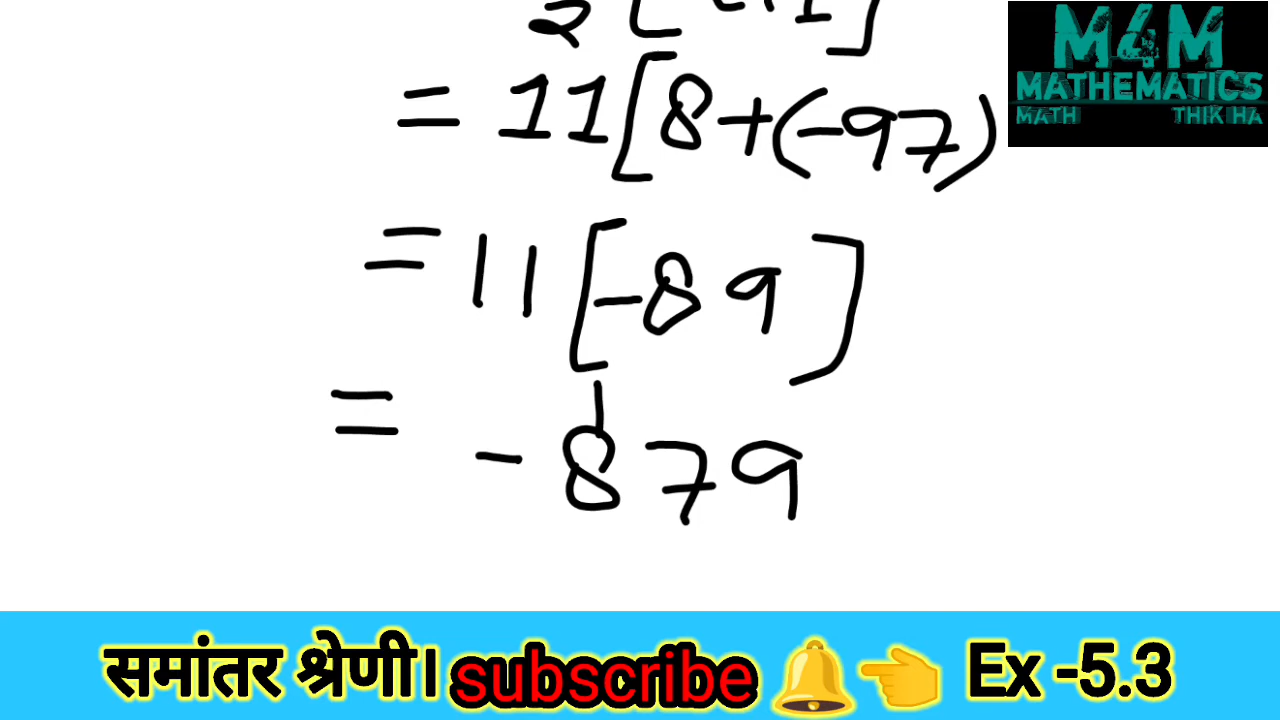 M4M
MATHEMATICS
MATH THIK HA
= 11[8+(-97)
= 11[-89]
= -879
समांतर श्रेणी। subscribe 🔔👈 Ex -5.3